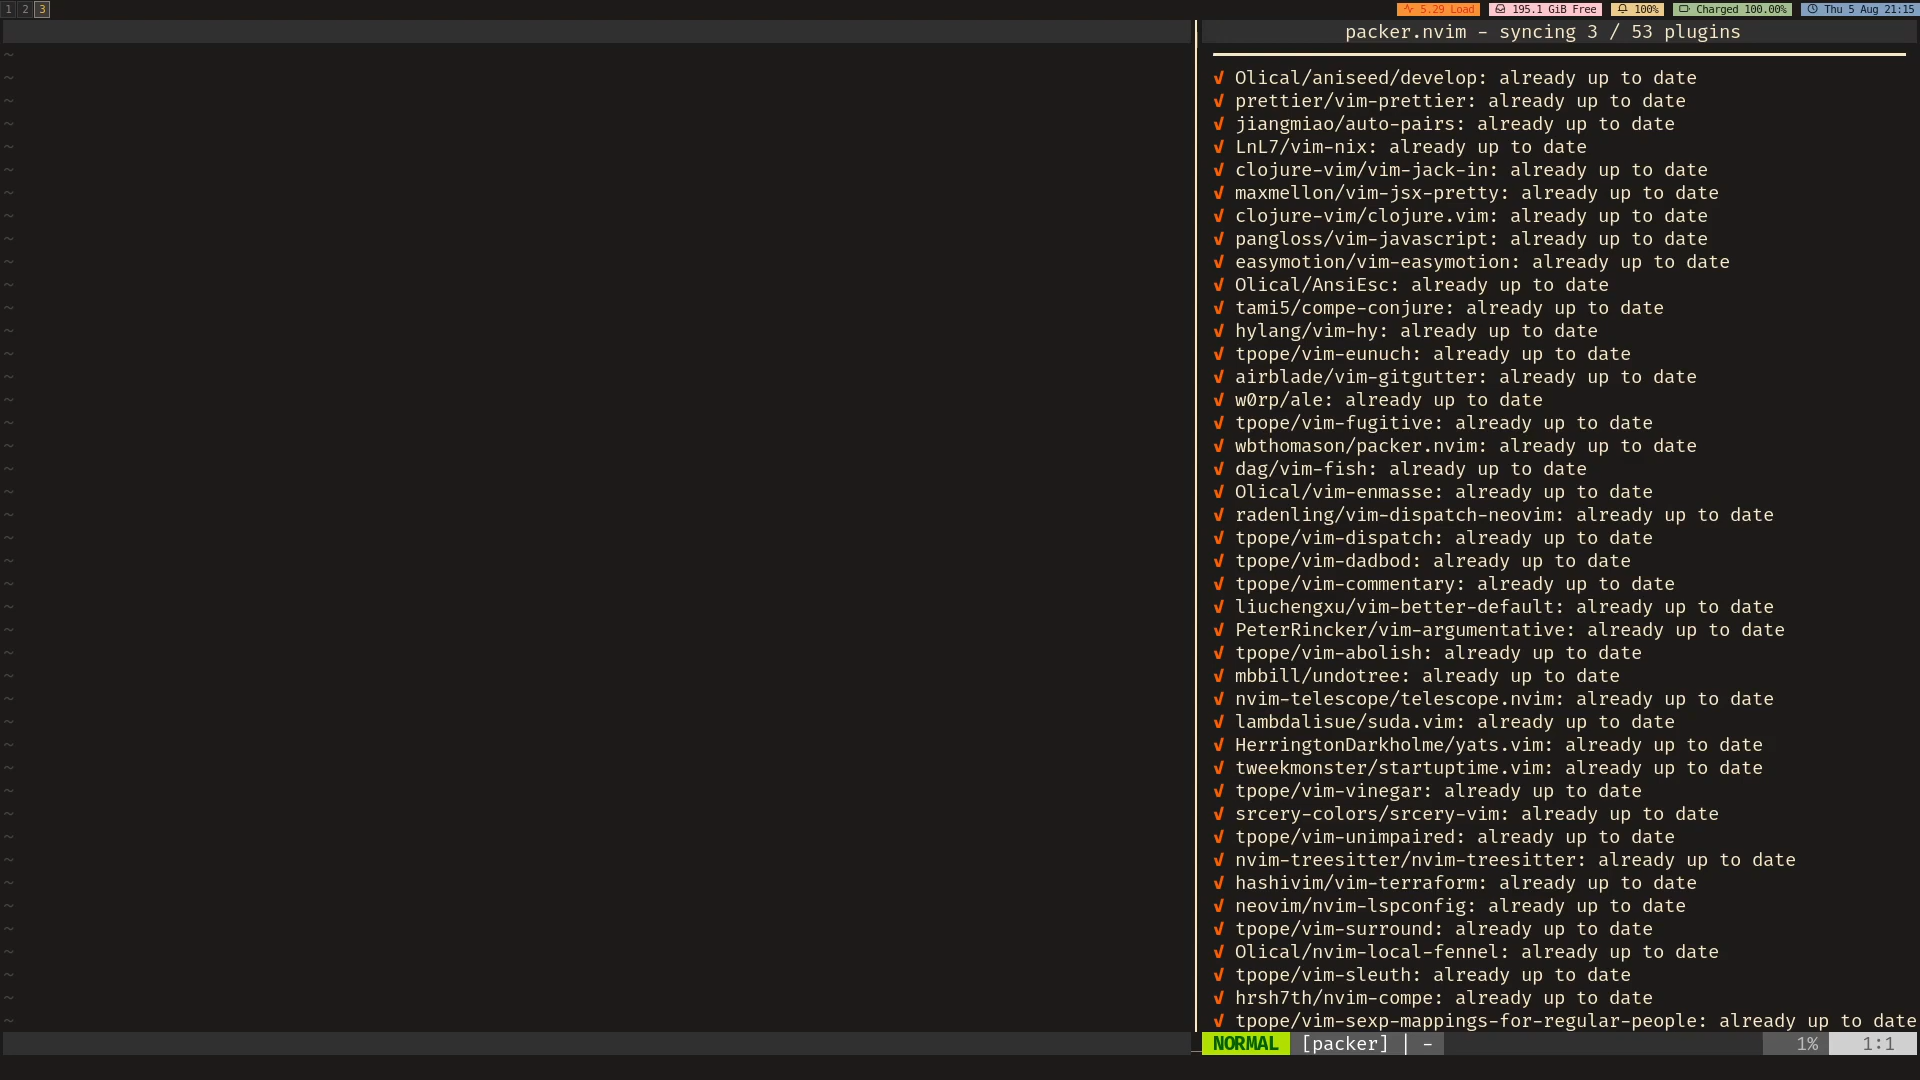 1 2 3 5.29 Load 195.1 GiB Free 100% Charged 100.00% Thu 5 Aug 21:15
packer.nvim - syncing 3 / 53 plugins
✔ Olical/aniseed/develop: already up to date
~ ✔ prettier/vim-prettier: already up to date
~ ✔ jiangmiao/auto-pairs: already up to date
~ ✔ LnL7/vim-nix: already up to date
~ ✔ clojure-vim/vim-jack-in: already up to date
~ ✔ maxmellon/vim-jsx-pretty: already up to date
~ ✔ clojure-vim/clojure.vim: already up to date
~ ✔ pangloss/vim-javascript: already up to date
~ ✔ easymotion/vim-easymotion: already up to date
~ ✔ Olical/AnsiEsc: already up to date
~ ✔ tami5/compe-conjure: already up to date
~ ✔ hylang/vim-hy: already up to date
~ ✔ tpope/vim-eunuch: already up to date
~ ✔ airblade/vim-gitgutter: already up to date
~ ✔ w0rp/ale: already up to date
~ ✔ tpope/vim-fugitive: already up to date
~ ✔ wbthomason/packer.nvim: already up to date
~ ✔ dag/vim-fish: already up to date
~ ✔ Olical/vim-enmasse: already up to date
~ ✔ radenling/vim-dispatch-neovim: already up to date
~ ✔ tpope/vim-dispatch: already up to date
~ ✔ tpope/vim-dadbod: already up to date
~ ✔ tpope/vim-commentary: already up to date
~ ✔ liuchengxu/vim-better-default: already up to date
~ ✔ PeterRincker/vim-argumentative: already up to date
~ ✔ tpope/vim-abolish: already up to date
~ ✔ mbbill/undotree: already up to date
~ ✔ nvim-telescope/telescope.nvim: already up to date
~ ✔ lambdalisue/suda.vim: already up to date
~ ✔ HerringtonDarkholme/yats.vim: already up to date
~ ✔ tweekmonster/startuptime.vim: already up to date
~ ✔ tpope/vim-vinegar: already up to date
~ ✔ srcery-colors/srcery-vim: already up to date
~ ✔ tpope/vim-unimpaired: already up to date
~ ✔ nvim-treesitter/nvim-treesitter: already up to date
~ ✔ hashivim/vim-terraform: already up to date
~ ✔ neovim/nvim-lspconfig: already up to date
~ ✔ tpope/vim-surround: already up to date
~ ✔ Olical/nvim-local-fennel: already up to date
~ ✔ tpope/vim-sleuth: already up to date
~ ✔ hrsh7th/nvim-compe: already up to date
~ ✔ tpope/vim-sexp-mappings-for-regular-people: already up to date
NORMAL [packer] | - 1% 1:1